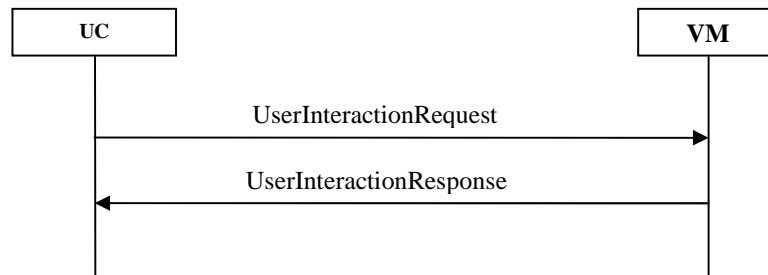 UC
VM
UserInteractionRequest
UserInteractionResponse